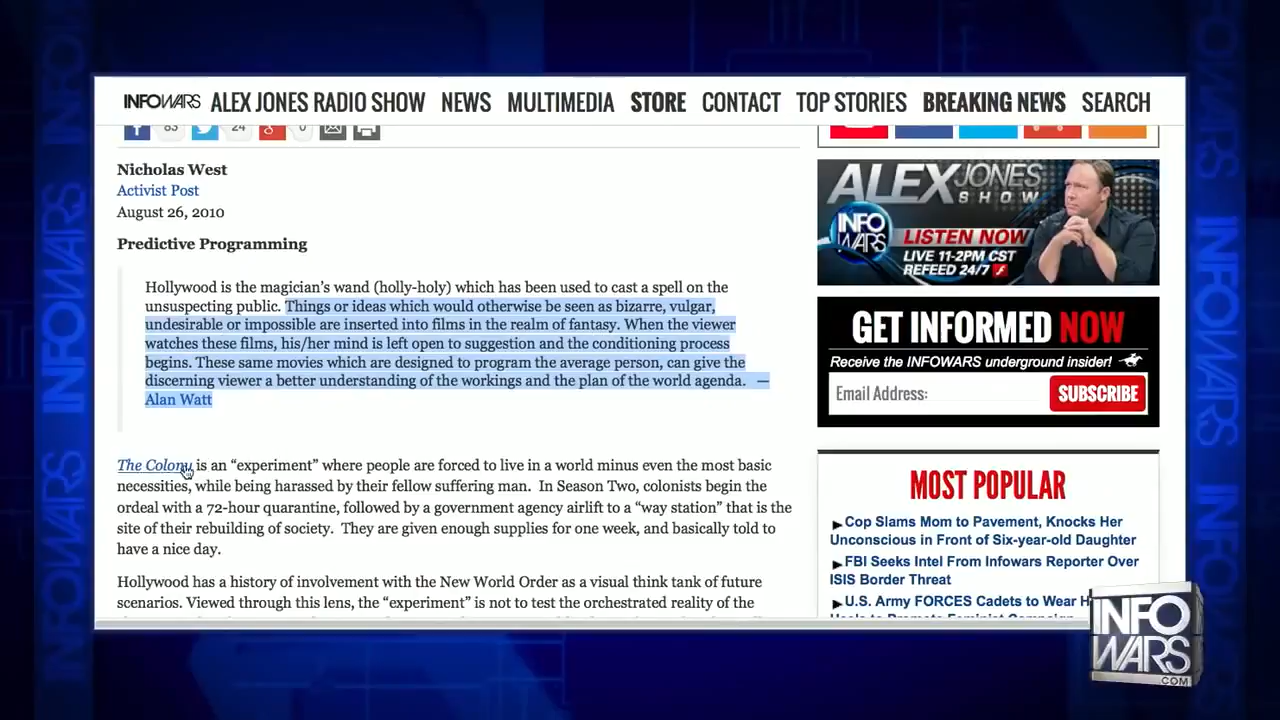 INFOWARS ALEX JONES RADIO SHOW NEWS MULTIMEDIA STORE CONTACT TOP STORIES BREAKING NEWS SEARCH
83 24 0
Nicholas West
Activist Post
August 26, 2010
Predictive Programming
Hollywood is the magician's wand (holly-holy) which has been used to cast a spell on the
unsuspecting public. Things or ideas which would otherwise be seen as bizarre, vulgar,
undesirable or impossible are inserted into films in the realm of fantasy. When the viewer
watches these films, his/her mind is left open to suggestion and the conditioning process
begins. These same movies which are designed to program the average person, can give the
discerning viewer a better understanding of the workings and the plan of the world agenda. —
Alan Watt
The Colony is an “experiment” where people are forced to live in a world minus even the most basic
necessities, while being harassed by their fellow suffering man. In Season Two, colonists begin the
ordeal with a 72-hour quarantine, followed by a government agency airlift to a “way station” that is the
site of their rebuilding of society. They are given enough supplies for one week, and basically told to
have a nice day.
Hollywood has a history of involvement with the New World Order as a visual think tank of future
scenarios. Viewed through this lens, the “experiment” is not to test the orchestrated reality of the
ALEX JONES
SHOW
INFO
WARS
LISTEN NOW
LIVE 11-2PM CST
REFEED 24/7
GET INFORMED NOW
Receive the INFOWARS underground insider!
Email Address: SUBSCRIBE
MOST POPULAR
Cop Slams Mom to Pavement, Knocks Her
Unconscious in Front of Six-year-old Daughter
FBI Seeks Intel From Infowars Reporter Over
ISIS Border Threat
U.S. Army FORCES Cadets to Wear H
to Promote Feminist Campaign
INFO
WARS
.COM
INFOWARS
INFOWARS